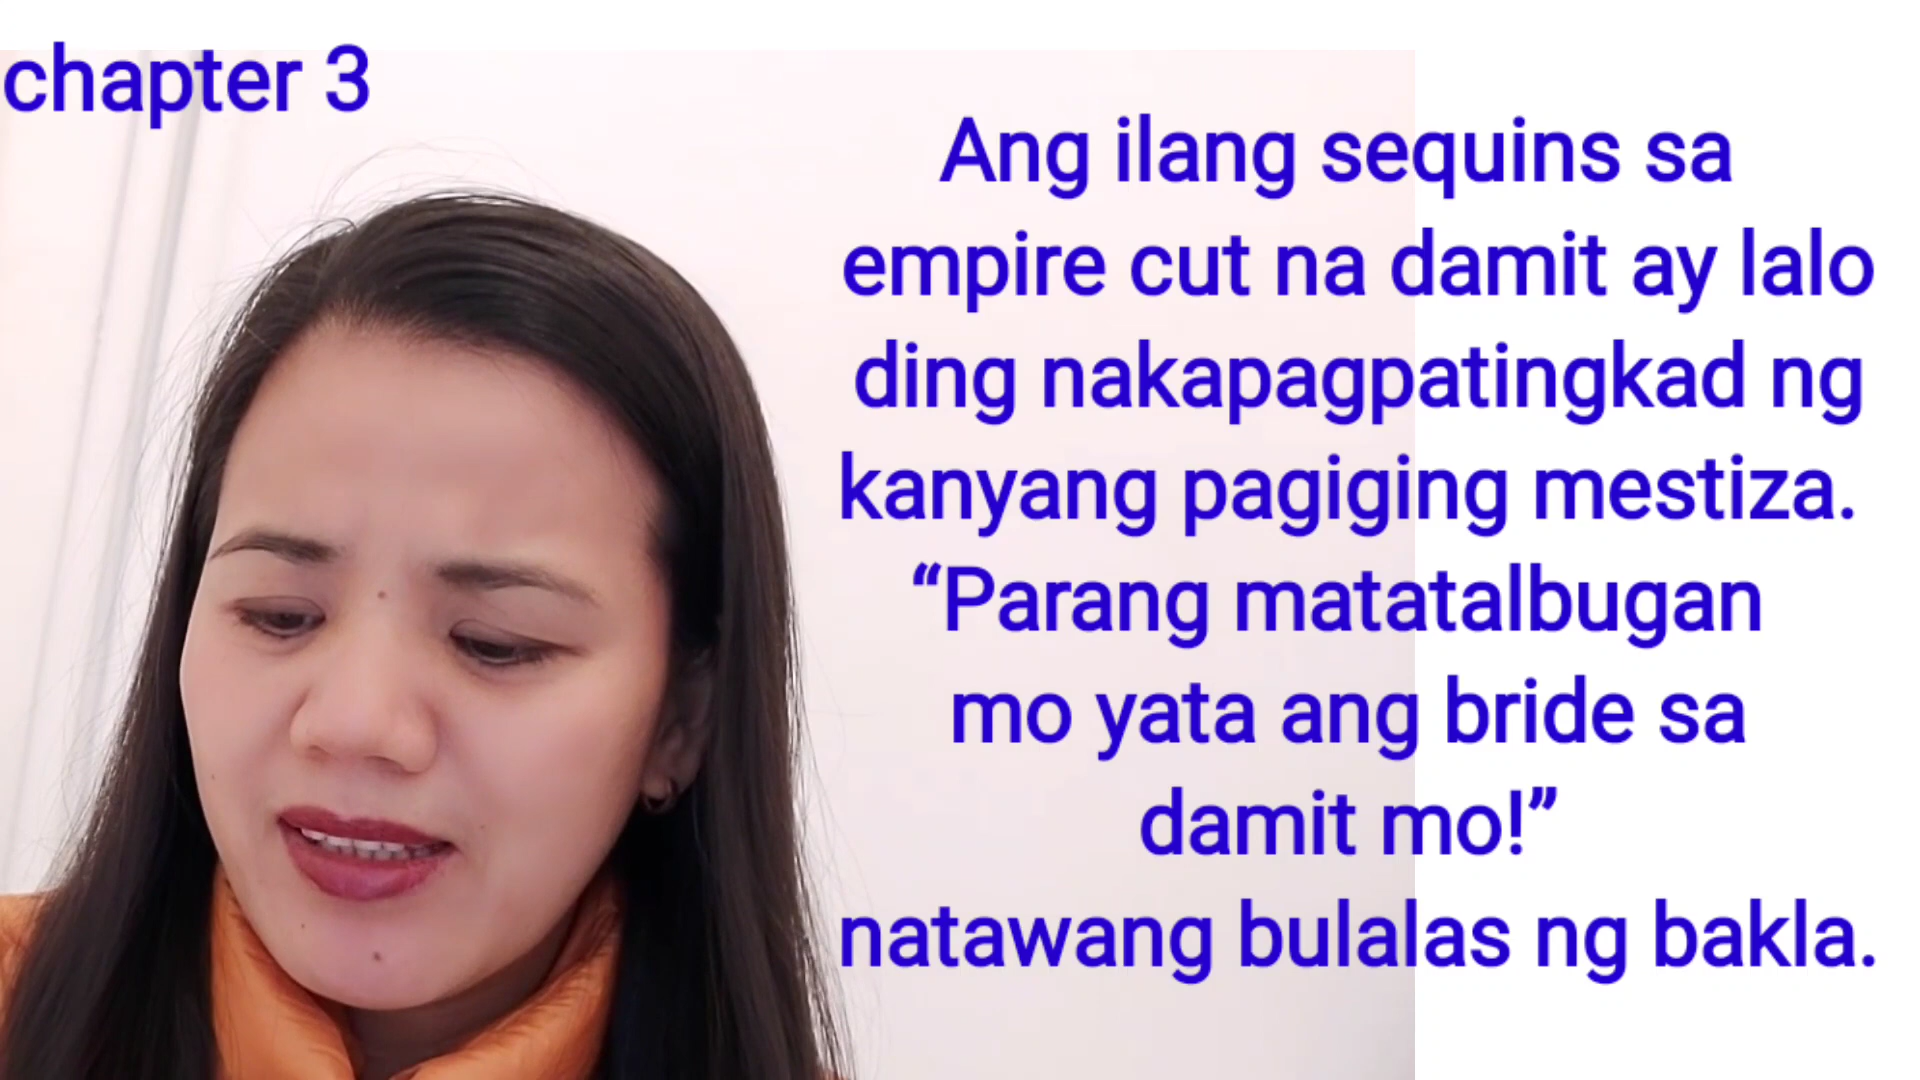 chapter 3
Ang ilang sequins sa
empire cut na damit ay lalo
ding nakapagpatingkad ng
kanyang pagiging mestiza.
“Parang matatalbugan
mo yata ang bride sa
damit mo!”
natawang bulalas ng bakla.